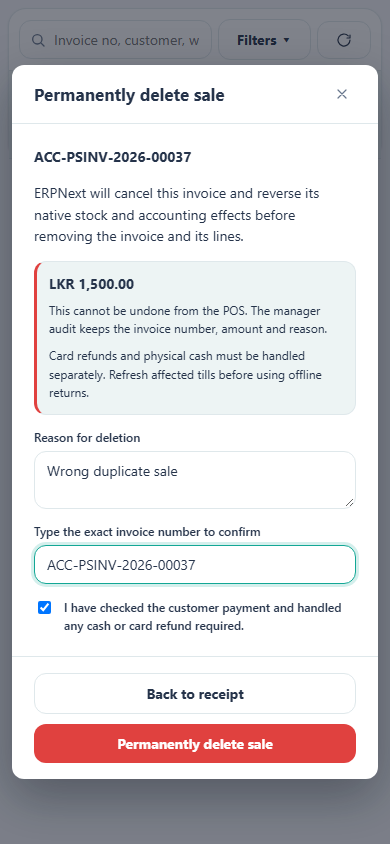 Invoice no, customer, w
Filters
Permanently delete sale
ACC-PSINV-2026-00037
ERPNext will cancel this invoice and reverse its
native stock and accounting effects before
removing the invoice and its lines.
LKR 1,500.00
This cannot be undone from the POS. The manager
audit keeps the invoice number, amount and reason.
Card refunds and physical cash must be handled
separately. Refresh affected tills before using offline
returns.
Reason for deletion
Wrong duplicate sale
Type the exact invoice number to confirm
ACC-PSINV-2026-00037
I have checked the customer payment and handled
any cash or card refund required.
Back to receipt
Permanently delete sale